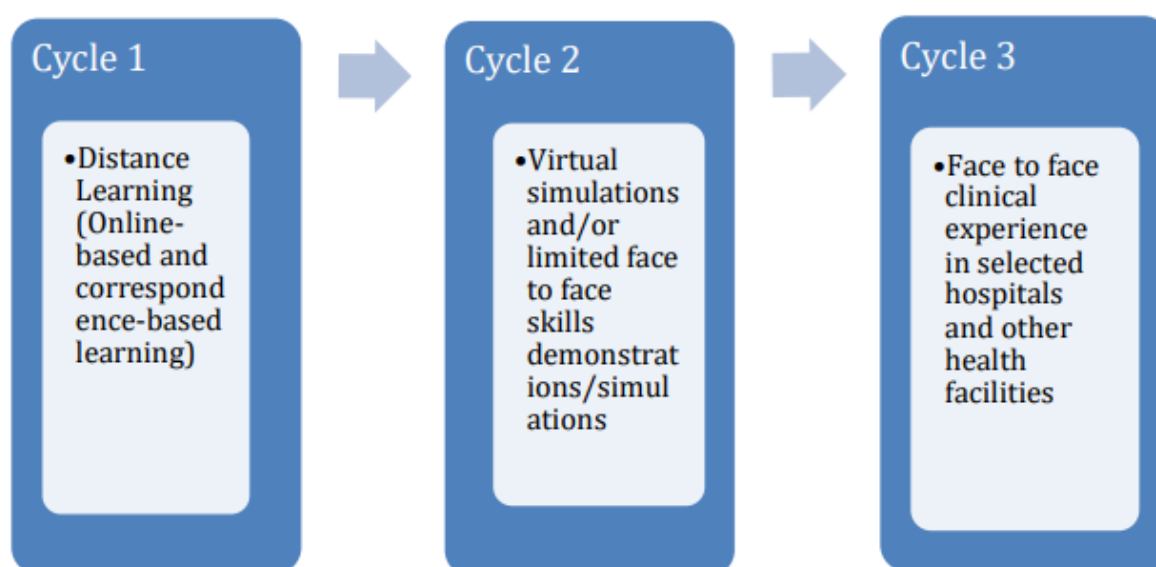 Cycle 1
•Distance
Learning
(Online-
based and
correspond
ence-based
learning)
Cycle 2
•Virtual
simulations
and/or
limited face
to face
skills
demonstrat
ions/simul
ations
Cycle 3
•Face to face
clinical
experience
in selected
hospitals
and other
health
facilities